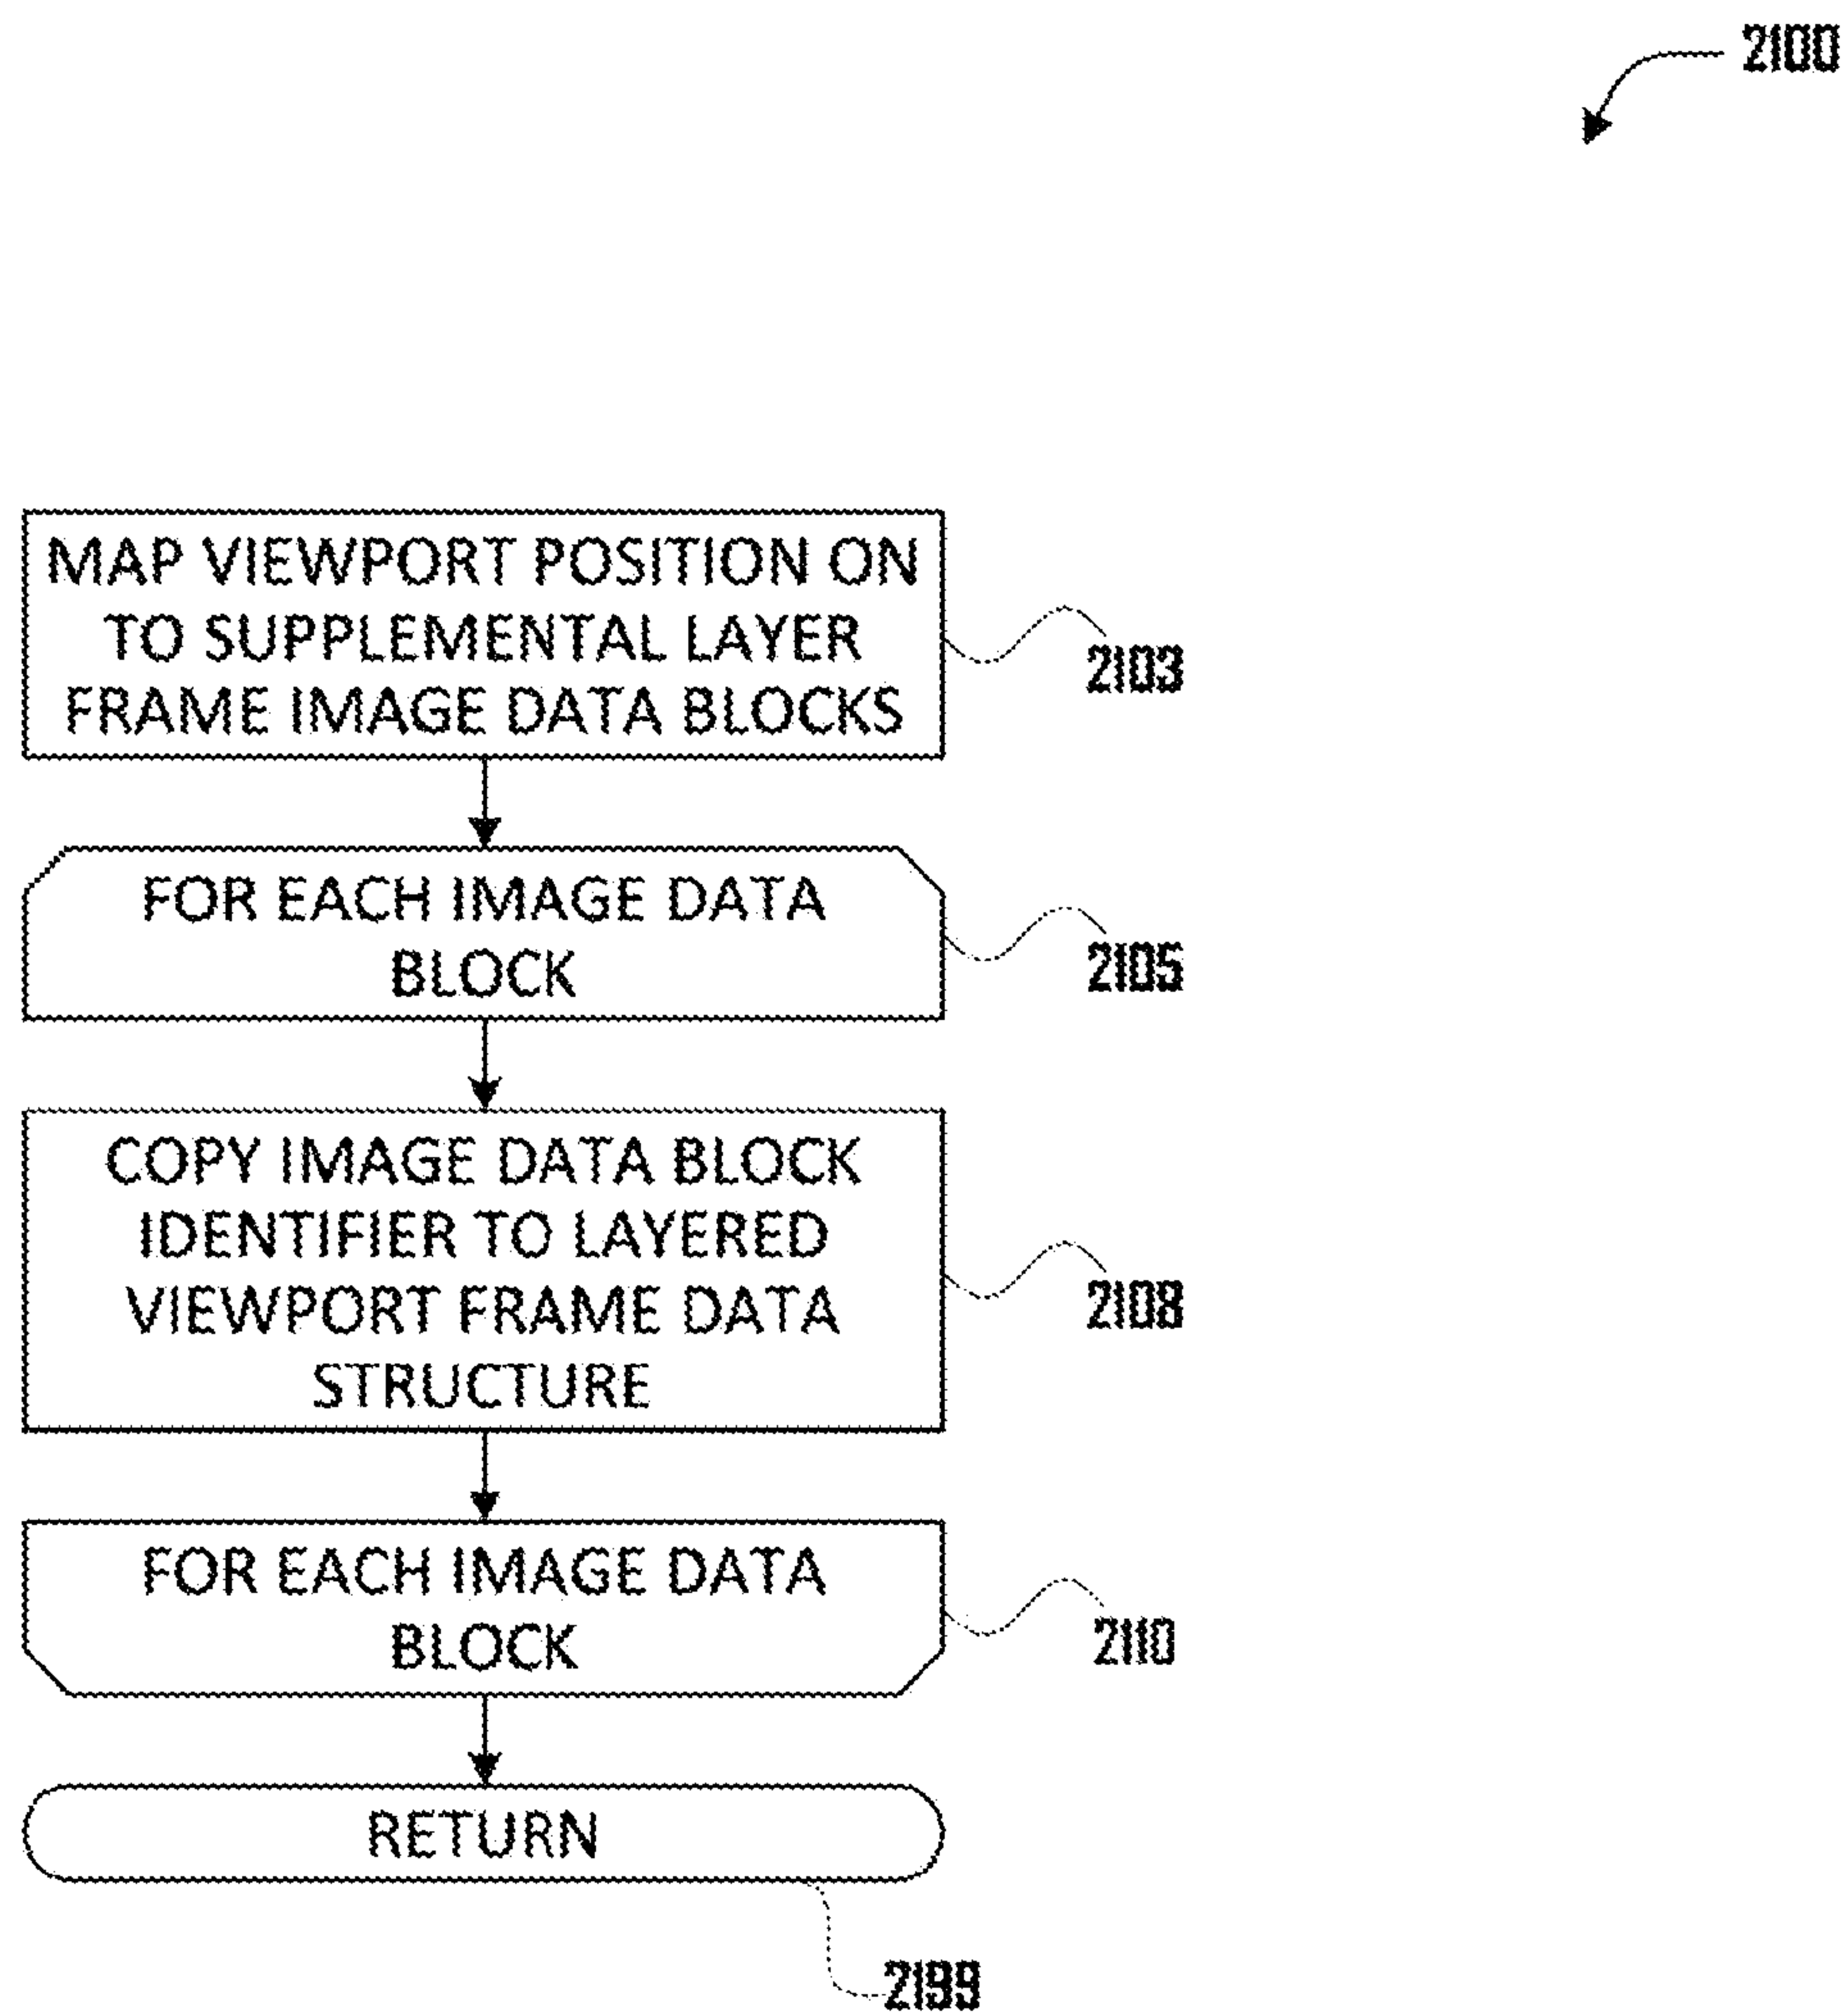 2100
MAP VIEWPORT POSITION ON
TO SUPPLEMENTAL LAYER
FRAME IMAGE DATA BLOCKS
2103
FOR EACH IMAGE DATA
BLOCK
2105
COPY IMAGE DATA BLOCK
IDENTIFIER TO LAYERED
VIEWPORT FRAME DATA
STRUCTURE
2108
FOR EACH IMAGE DATA
BLOCK
2110
RETURN
2199